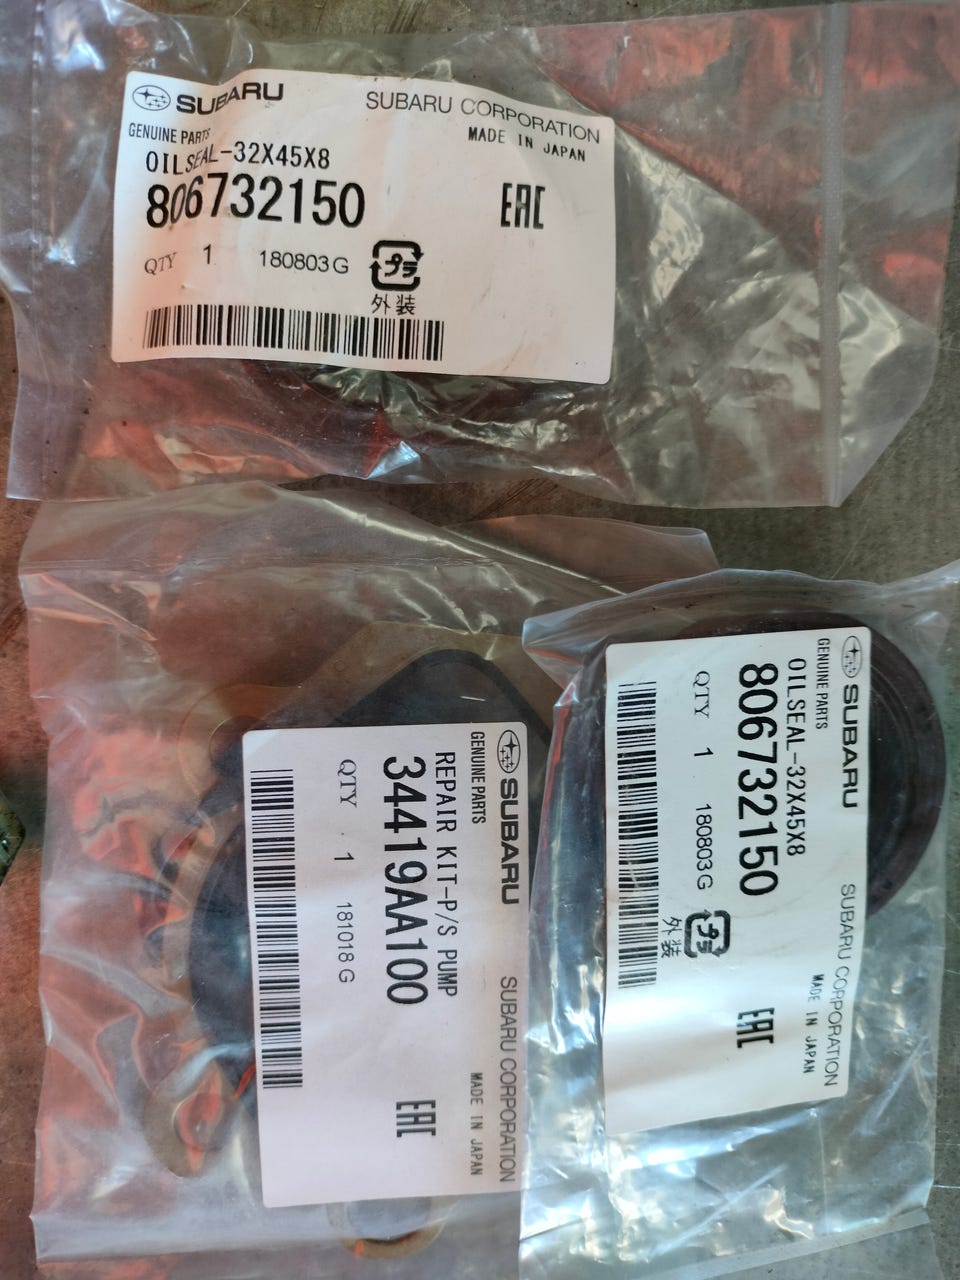 SUBARU
SUBARU CORPORATION
GENUINE PARTS
MADE IN JAPAN
OILSEAL-32X45X8
806732150
EAC
QTY 1 180803G
プラ
外装
SUBARU
SUBARU CORPORATION
GENUINE PARTS
MADE IN JAPAN
REPAIR KIT-P/S PUMP
34419AA100
EAC
QTY 1 181018G
SUBARU
SUBARU CORPORATION
GENUINE PARTS
MADE IN JAPAN
OILSEAL-32X45X8
806732150
EAC
QTY 1 180803G
プラ
外装